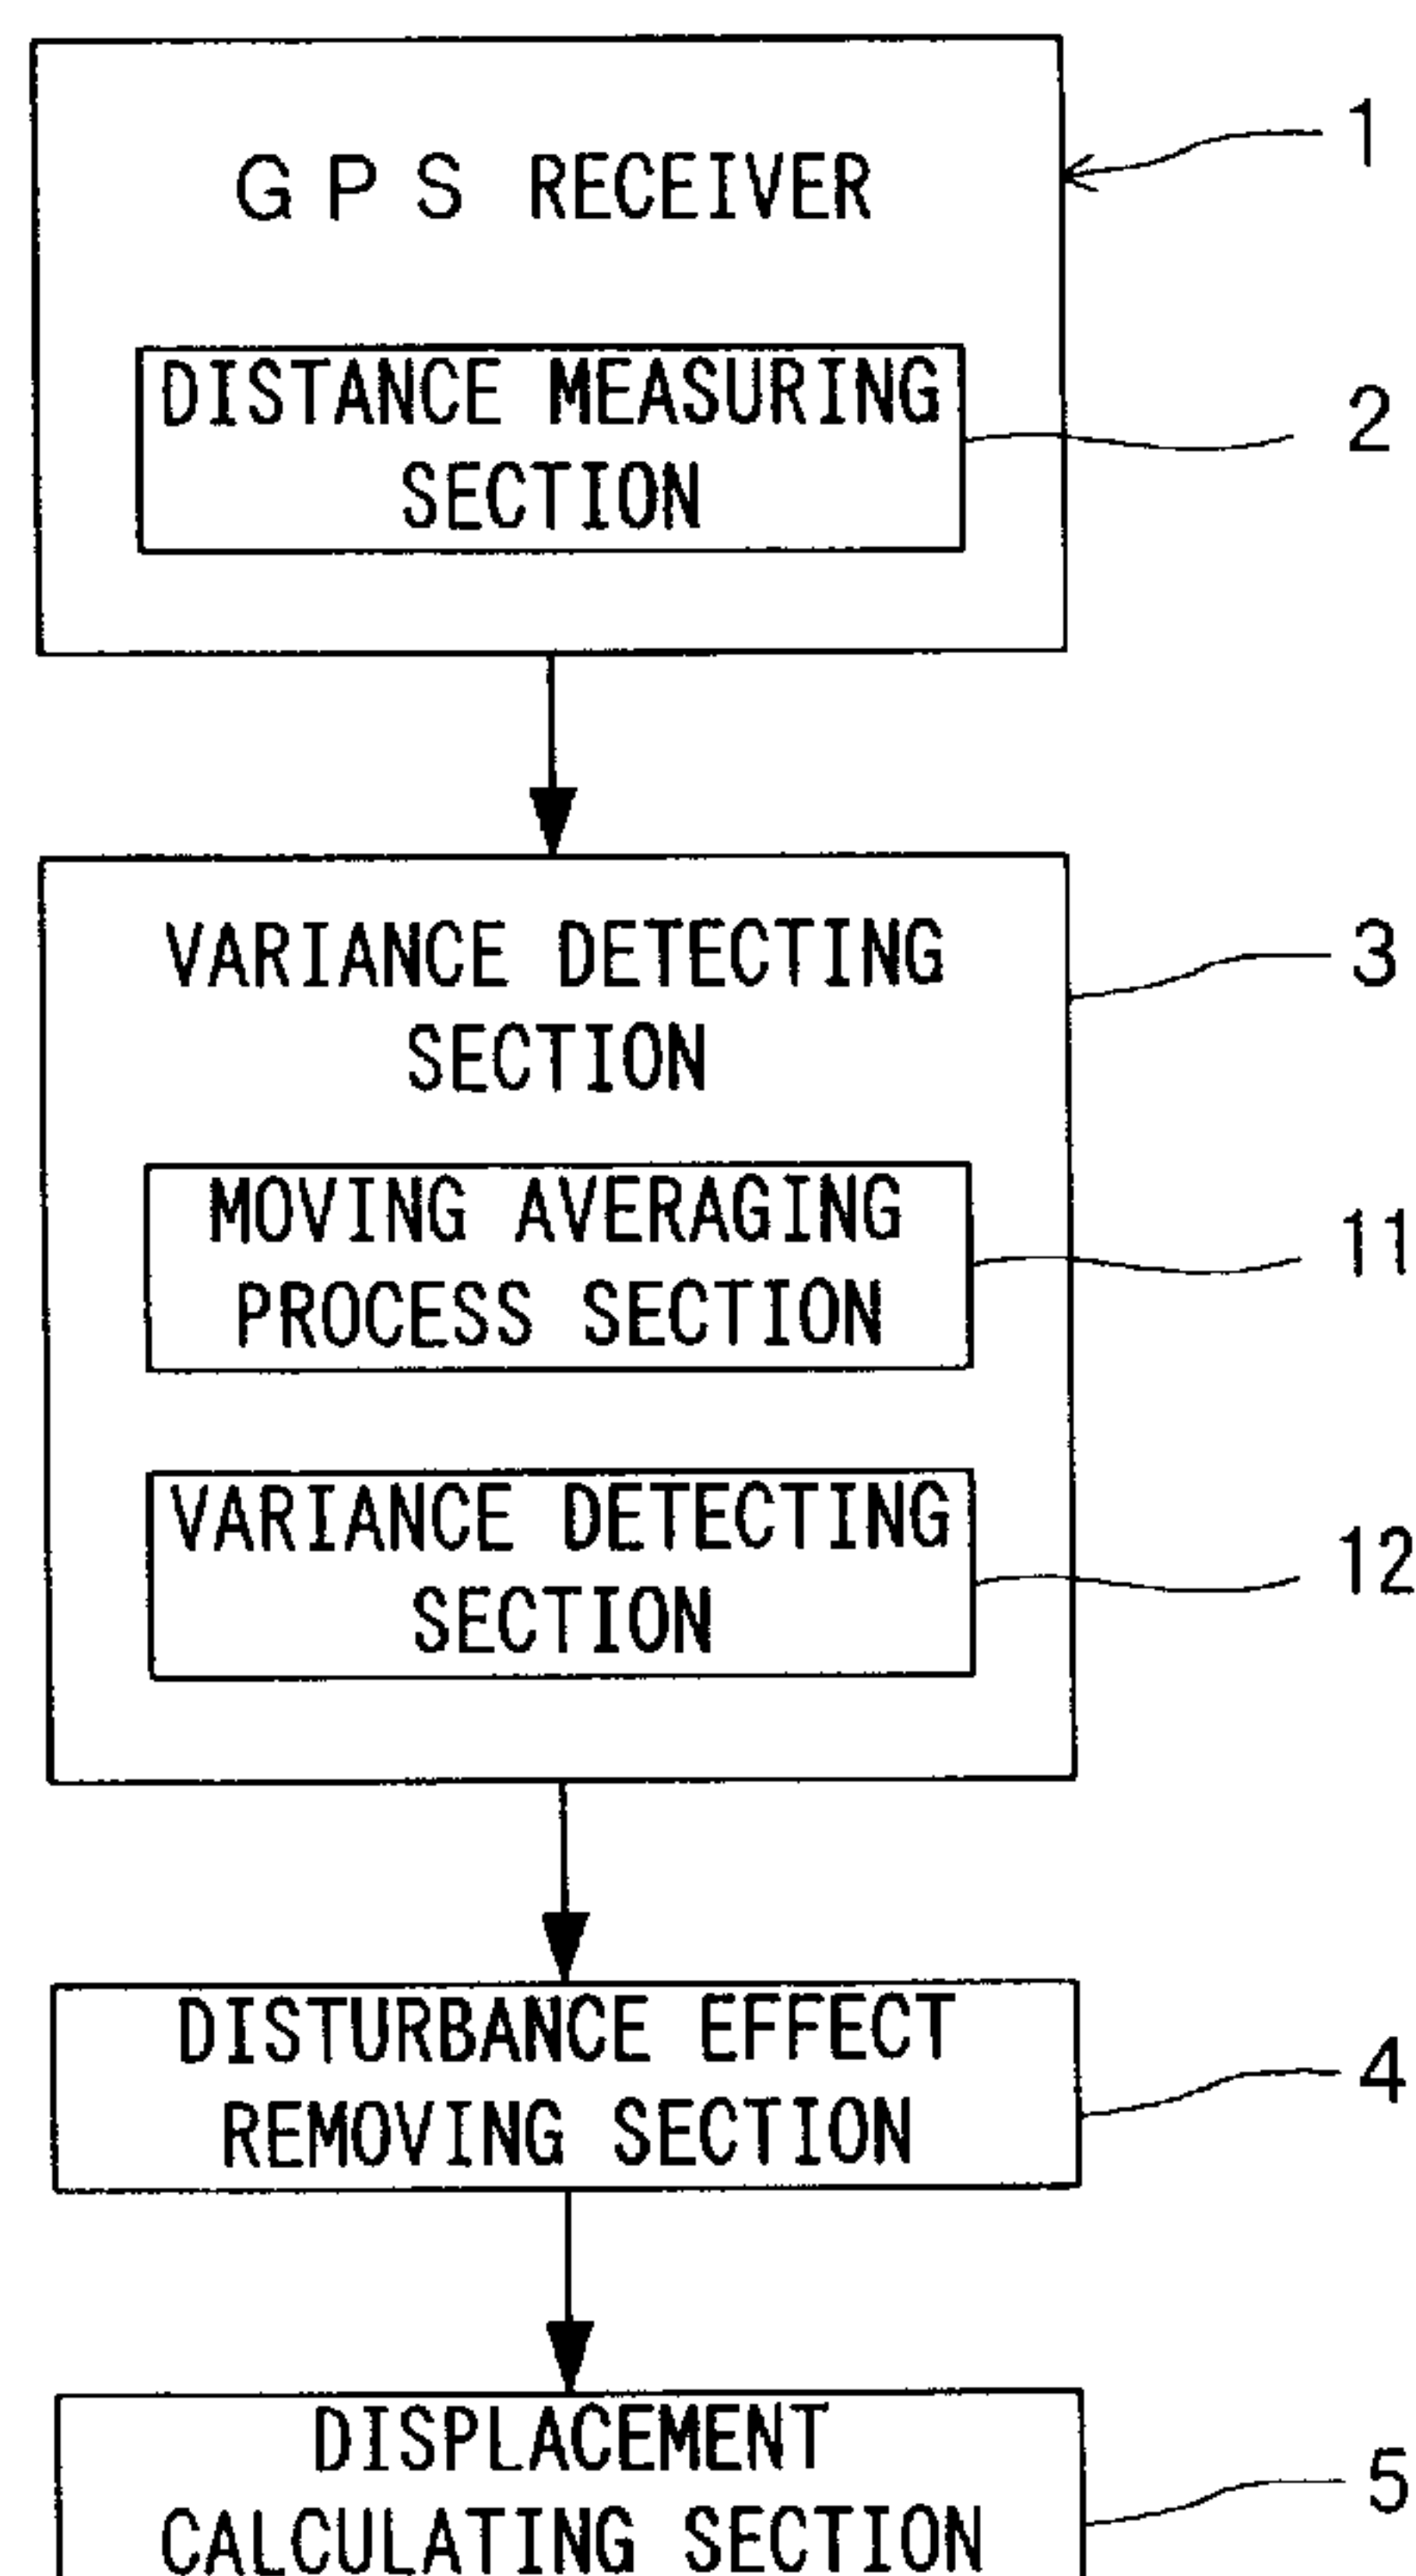 GPS RECEIVER
1
DISTANCE MEASURING
SECTION
2
VARIANCE DETECTING
SECTION
3
MOVING AVERAGING
PROCESS SECTION
11
VARIANCE DETECTING
SECTION
12
DISTURBANCE EFFECT
REMOVING SECTION
4
DISPLACEMENT
CALCULATING SECTION
5